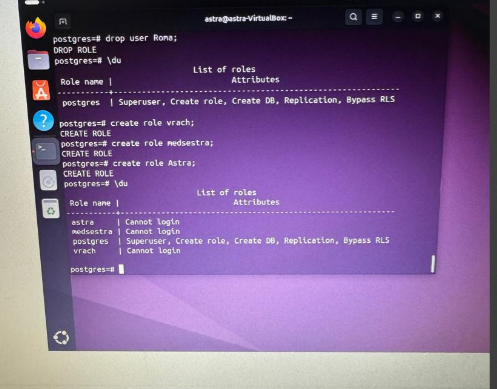 astra@astra-VirtualBox: ~
postgres=# drop user Roma;
DROP ROLE
postgres=# \du
List of roles
Role name | Attributes
-----------+------------------------------------------------------------
postgres | Superuser, Create role, Create DB, Replication, Bypass RLS
postgres=# create role vrach;
CREATE ROLE
postgres=# create role medsestra;
CREATE ROLE
postgres=# create role Astra;
CREATE ROLE
postgres=# \du
List of roles
Role name | Attributes
-----------+------------------------------------------------------------
astra | Cannot login
medsestra | Cannot login
postgres | Superuser, Create role, Create DB, Replication, Bypass RLS
vrach | Cannot login
postgres=#